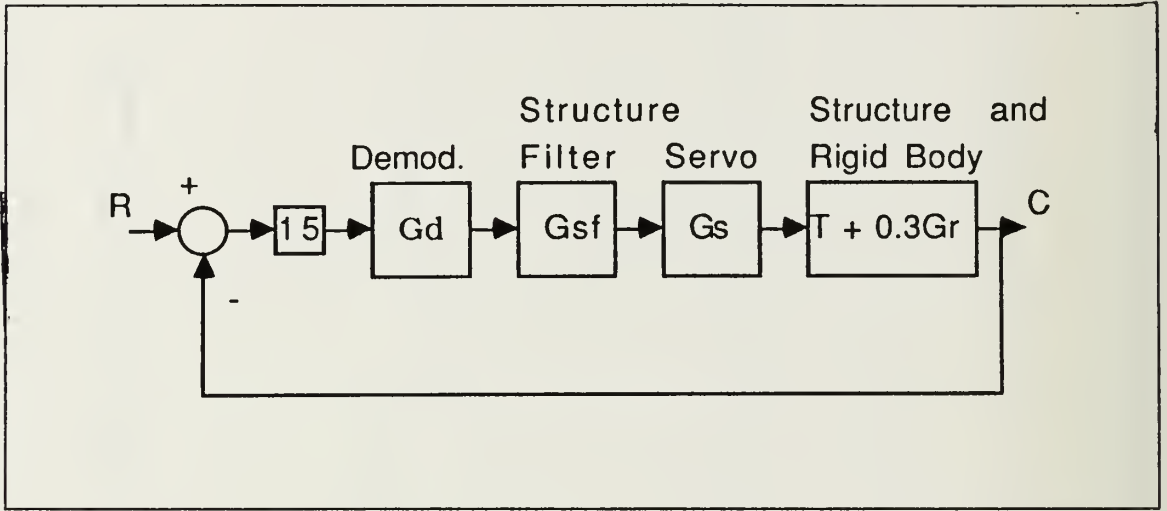 Structure
Structure and
Demod.
Filter
Servo
Rigid Body
+
R
15
Gd
Gsf
Gs
T + 0.3Gr
C
-